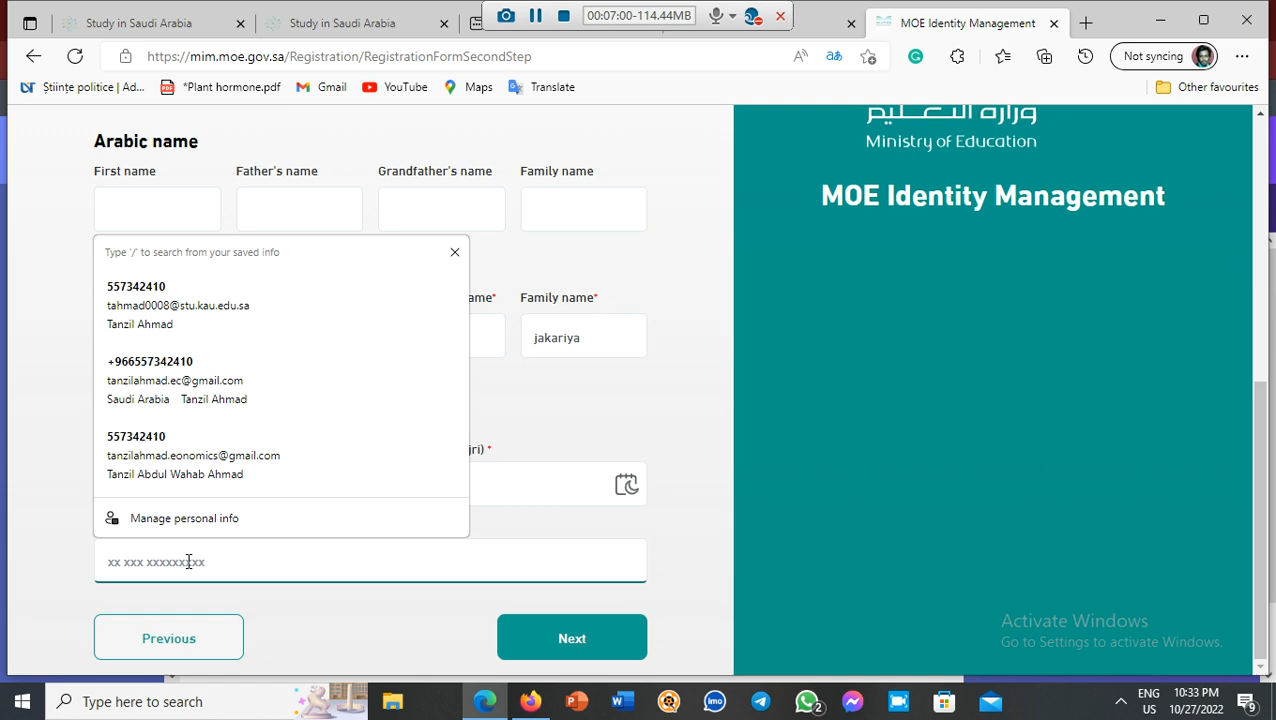 Study in Saudi Arabia
Study in Saudi Arabia
00:07:00-114.44MB
MOE Identity Management
https://mim.moe.gov.sa/Registration/RegistrationFormSecondStep
Not syncing
Științe politice | Ad...
*Plant hormone.pdf
Gmail
YouTube
Maps
Translate
Other favourites
Arabic name
First name
Father's name
Grandfather's name
Family name
Type '/' to search from your saved info
557342410
tahmad0008@stu.kau.edu.sa
Tanzil Ahmad
+966557342410
tanzilahmad.ec@gmail.com
Saudi Arabia Tanzil Ahmad
557342410
tanzilahmad.eonomics@gmail.com
Tanzil Abdul Wahab Ahmad
Manage personal info
ame*
Family name*
jakariya
jri) *
xx xxx xxxxxxxxx
Previous
Next
وزارة التعليم
Ministry of Education
MOE Identity Management
Activate Windows
Go to Settings to activate Windows.
Type here to search
imo
2
ENG
US
10:33 PM
10/27/2022
9